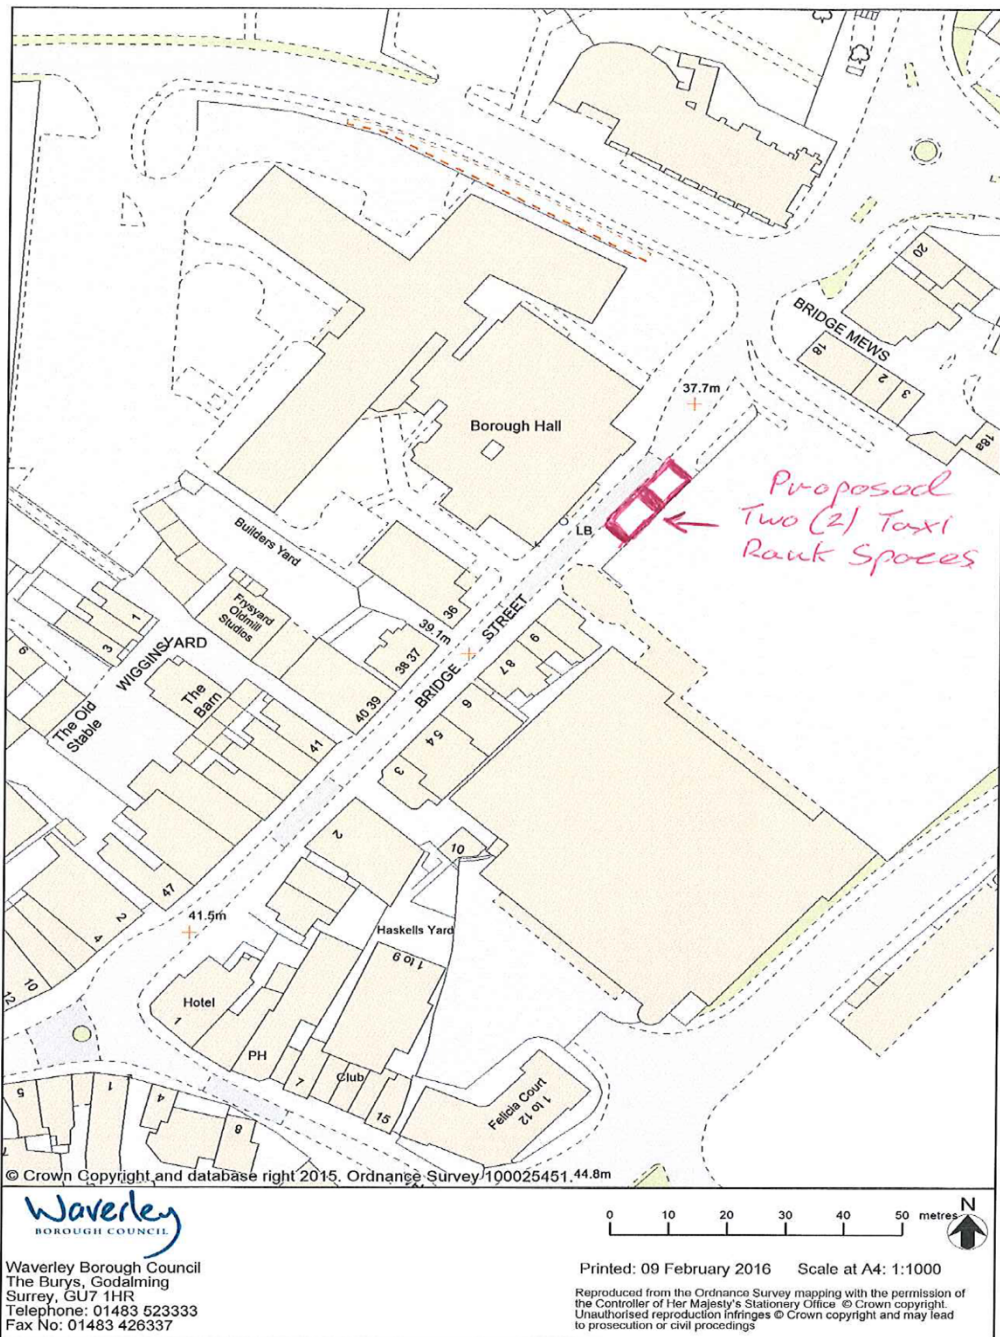 20
BRIDGE MEWS
18
2
3
18a
37.7m
Borough Hall
Proposed
Two (2) Taxi
Rank Spaces
LB
Builders Yard
36
39.1m
STREET
BRIDGE
Frysyard
Oldmill
Studios
1
3
WIGGINS YARD
38 37
9
8 7
6
The
Barn
6
The Old
Stable
40 39
41
5 4
3
2
10
47
2
4
41.5m
Haskells Yard
1 to 9
10
12
Hotel
1
PH
7
Club
15
Felicia Court
1 to 12
5
1
4
8
7
© Crown Copyright and database right 2015. Ordnance Survey 100025451.
44.8m
Waverley
BOROUGH COUNCIL
Waverley Borough Council
The Burys, Godalming
Surrey, GU7 1HR
Telephone: 01483 523333
Fax No: 01483 426337
0 10 20 30 40 50 metres
N
Printed: 09 February 2016 Scale at A4: 1:1000
Reproduced from the Ordnance Survey mapping with the permission of
the Controller of Her Majesty's Stationery Office © Crown copyright.
Unauthorised reproduction infringes © Crown copyright and may lead
to prosecution or civil procedings